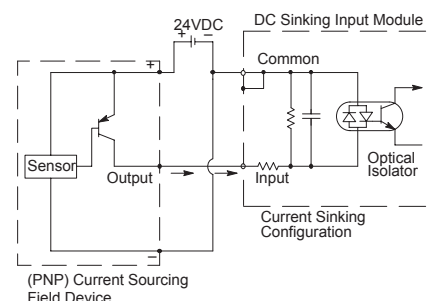 24VDC
DC Sinking Input Module
+ −
+
Common
Sensor
Output
Input
Optical
Isolator
Current Sinking
Configuration
−
(PNP) Current Sourcing
Field Device